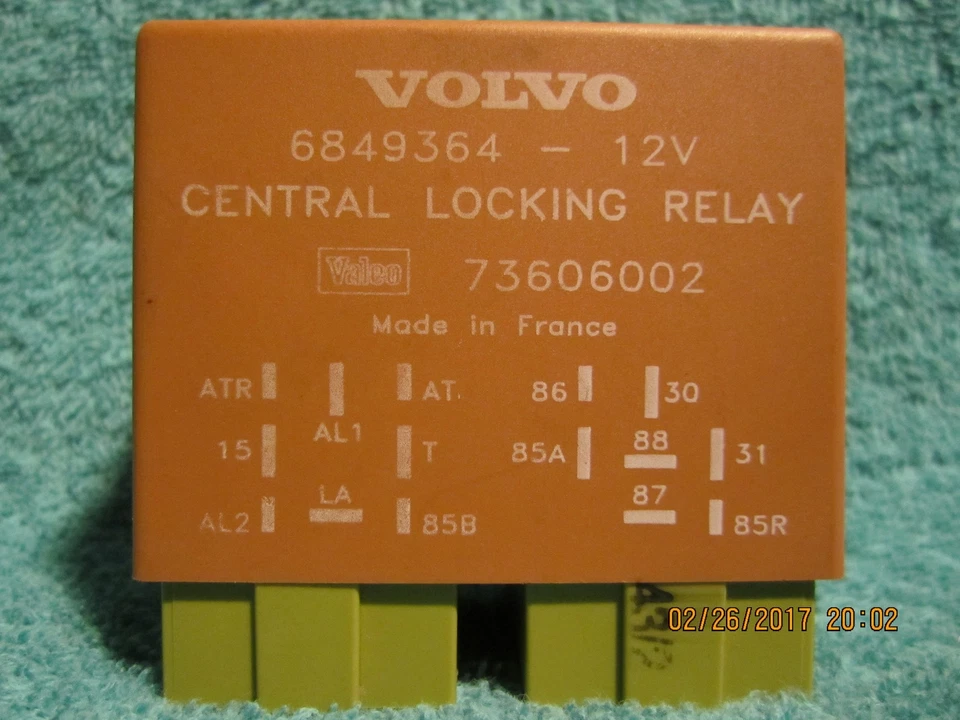 VOLVO
6849364 - 12V
CENTRAL LOCKING RELAY
Valeo 73606002
Made in France
ATR AT. 86 30
AL1
15 T 85A 88 31
LA 87
AL2 85B 85R
02/26/2017 20:02